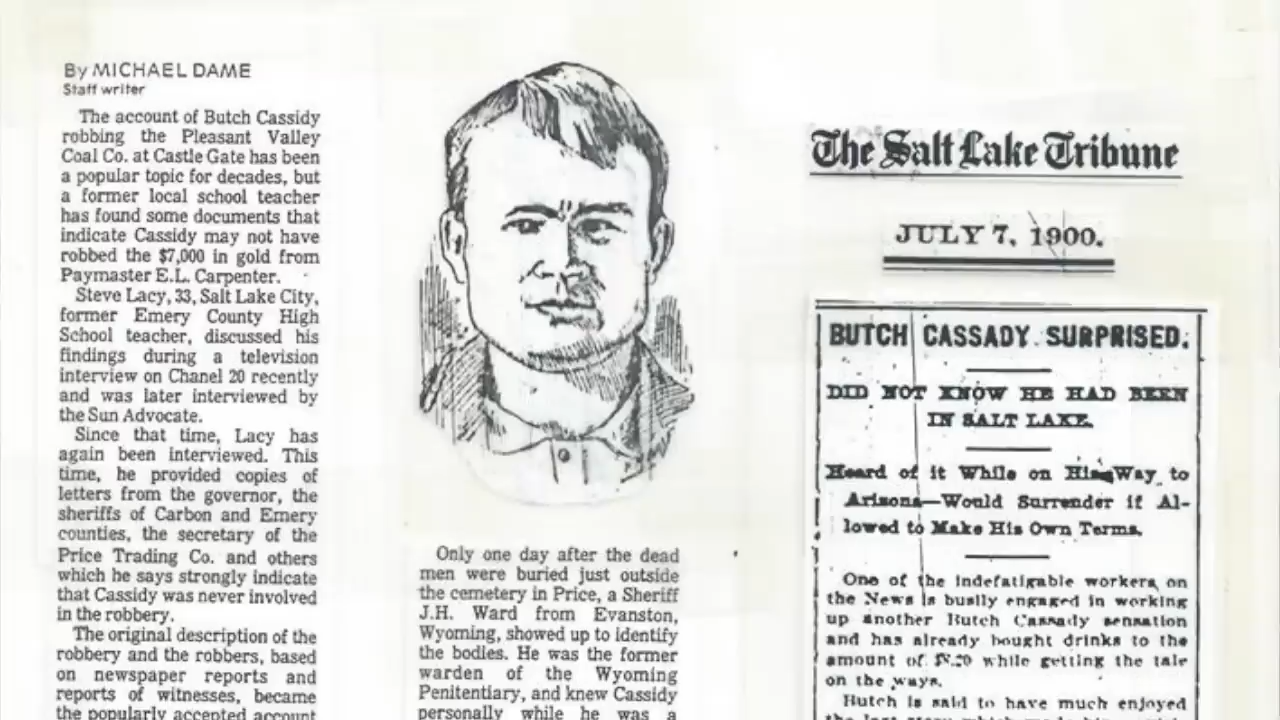 By MICHAEL DAME
Staff writer
The account of Butch Cassidy
robbing the Pleasant Valley
Coal Co. at Castle Gate has been
a popular topic for decades, but
a former local school teacher
has found some documents that
indicate Cassidy may not have
robbed the $7,000 in gold from
Paymaster E.L. Carpenter.
Steve Lacy, 33, Salt Lake City,
former Emery County High
School teacher, discussed his
findings during a television
interview on Chanel 20 recently
and was later interviewed by
the Sun Advocate.
Since that time, Lacy has
again been interviewed. This
time, he provided copies of
letters from the governor, the
sheriffs of Carbon and Emery
counties, the secretary of the
Price Trading Co. and others
which he says strongly indicate
that Cassidy was never involved
in the robbery.
The original description of the
robbery and the robbers, based
on newspaper reports and
reports of witnesses, became
the popularly accepted account
Only one day after the dead
men were buried just outside
the cemetery in Price, a Sheriff
J.H. Ward from Evanston,
Wyoming, showed up to identify
the bodies. He was the former
warden of the Wyoming
Penitentiary, and knew Cassidy
personally while he was a
The Salt Lake Tribune
JULY 7, 1900.
BUTCH CASSADY SURPRISED.
DID NOT KNOW HE HAD BEEN
IN SALT LAKE.
Heard of it While on His Way to
Arizona—Would Surrender if Al-
lowed to Make His Own Terms.
One of the indefatigable workers on
the News is busily engaged in working
up another Butch Cassady sensation
and has already bought drinks to the
amount of while getting the tale
on the ways.
Butch is said to have much enjoyed
the last story which